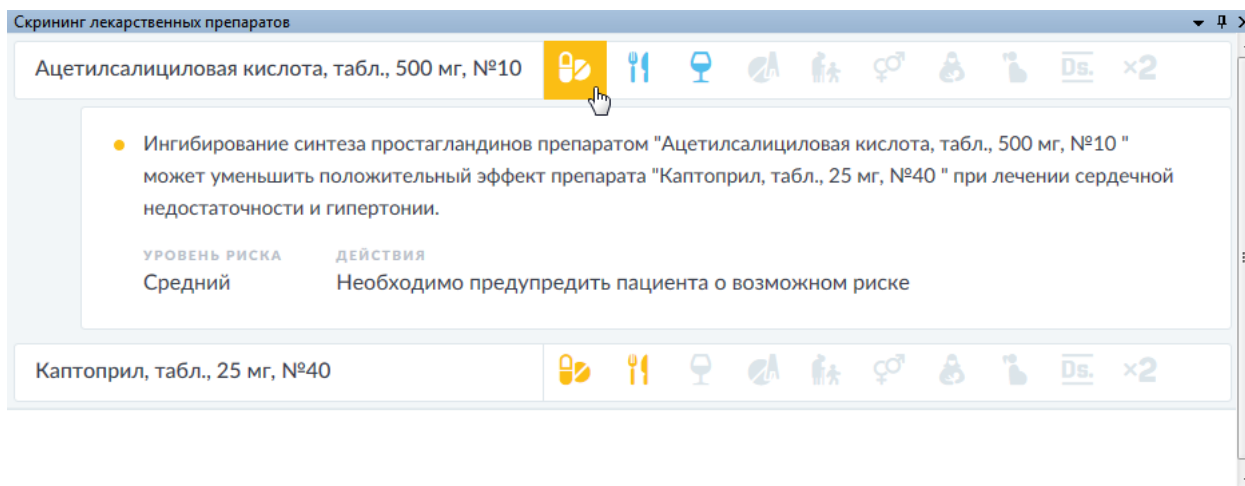 Скрининг лекарственных препаратов
Ацетилсалициловая кислота, табл., 500 мг, №10
Ds. ×2
Ингибирование синтеза простагландинов препаратом "Ацетилсалициловая кислота, табл., 500 мг, №10 "
может уменьшить положительный эффект препарата "Каптоприл, табл., 25 мг, №40 " при лечении сердечной
недостаточности и гипертонии.
УРОВЕНЬ РИСКА ДЕЙСТВИЯ
Средний Необходимо предупредить пациента о возможном риске
Каптоприл, табл., 25 мг, №40
Ds. ×2